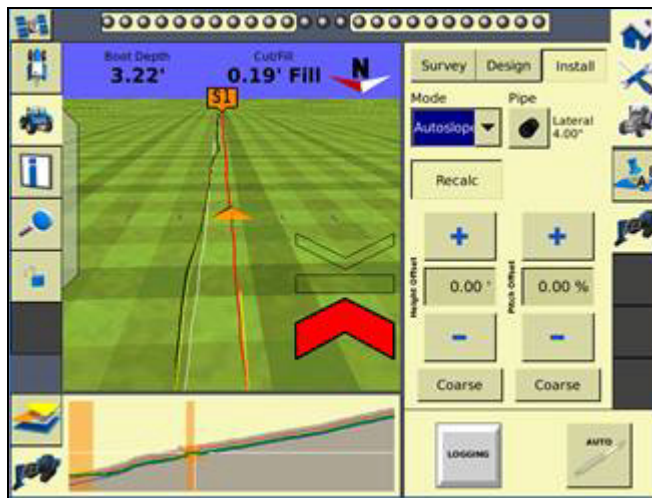 Boot Depth
3.22'
Cut/Fill
0.19' Fill
N
S1
Survey
Design
Install
Mode
Pipe
Autoslope
Lateral
4.00"
Recalc
+
+
Height Offset
0.00 '
Pitch Offset
0.00 %
-
-
Coarse
Coarse
LOGGING
AUTO